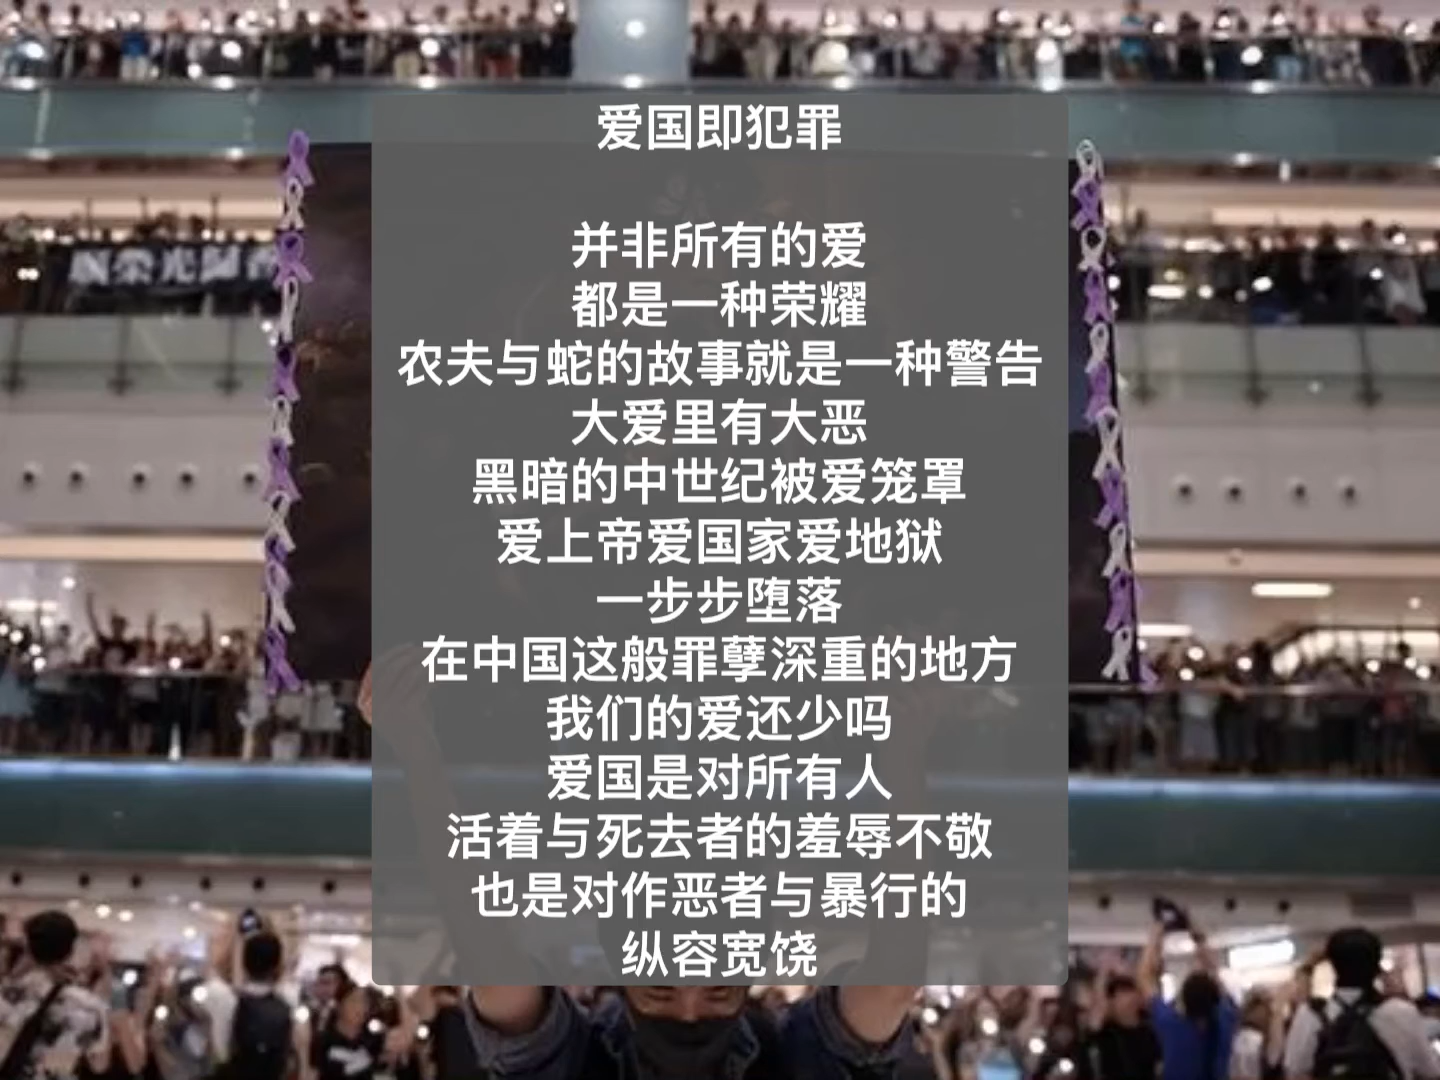 爱国即犯罪
并非所有的爱
都是一种荣耀
农夫与蛇的故事就是一种警告
大爱里有大恶
黑暗的中世纪被爱笼罩
爱上帝爱国家爱地狱
一步步堕落
在中国这般罪孽深重的地方
我们的爱还少吗
爱国是对所有人
活着与死去者的羞辱不敬
也是对作恶者与暴行的
纵容宽饶
願榮光歸香